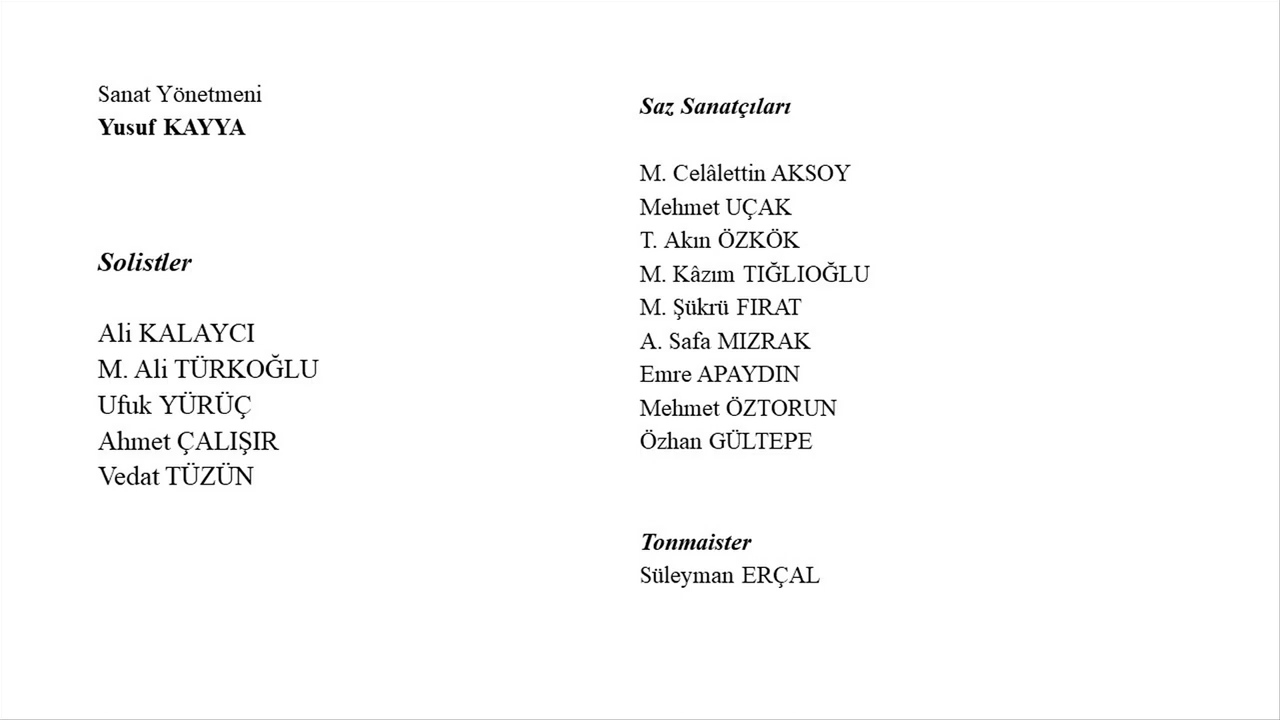 Sanat Yönetmeni
Yusuf KAYYA
Solistler
Ali KALAYCI
M. Ali TÜRKOĞLU
Ufuk YÜRÜÇ
Ahmet ÇALIŞIR
Vedat TÜZÜN
Saz Sanatçıları
M. Celâlettin AKSOY
Mehmet UÇAK
T. Akın ÖZKÖK
M. Kâzım TIĞLIOĞLU
M. Şükrü FIRAT
A. Safa MIZRAK
Emre APAYDIN
Mehmet ÖZTORUN
Özhan GÜLTEPE
Tonmaister
Süleyman ERÇAL